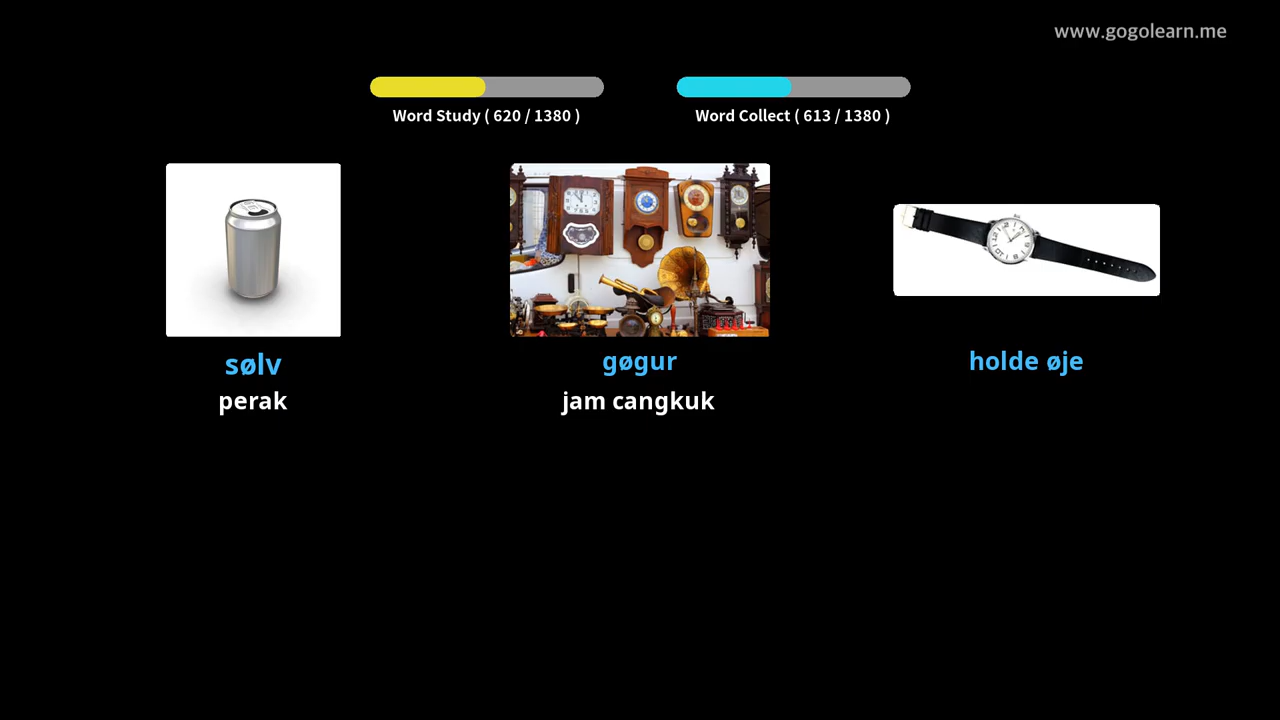 www.gogolearn.me
Word Study ( 620 / 1380 )
Word Collect ( 613 / 1380 )
sølv
gøgur
holde øje
perak
jam cangkuk